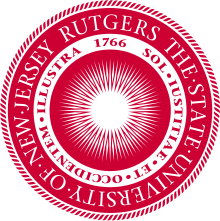 RUTGERS·THE·STATE·UNIVERSITY·OF·NEW·JERSEY
SOL·IUSTITIAE·ET·OCCIDENTEM·ILLUSTRA
1766